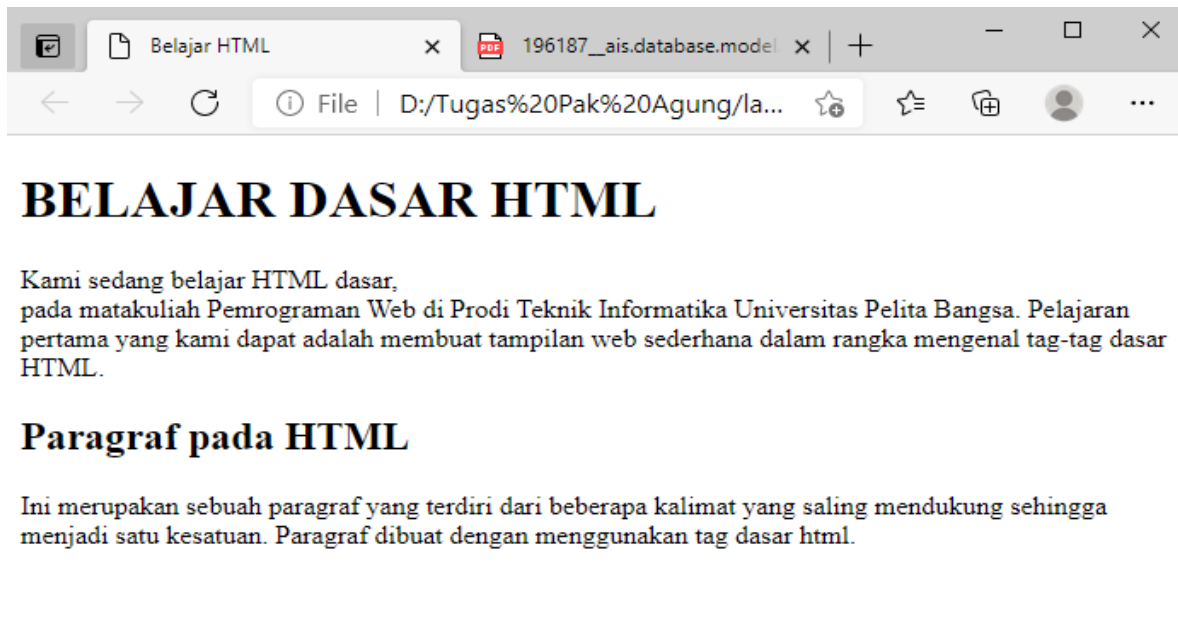 Belajar HTML
196187__ais.database.model.
File | D:/Tugas%20Pak%20Agung/la...
BELAJAR DASAR HTML
Kami sedang belajar HTML dasar,
pada matakuliah Pemrograman Web di Prodi Teknik Informatika Universitas Pelita Bangsa. Pelajaran
pertama yang kami dapat adalah membuat tampilan web sederhana dalam rangka mengenal tag-tag dasar
HTML.
Paragraf pada HTML
Ini merupakan sebuah paragraf yang terdiri dari beberapa kalimat yang saling mendukung sehingga
menjadi satu kesatuan. Paragraf dibuat dengan menggunakan tag dasar html.